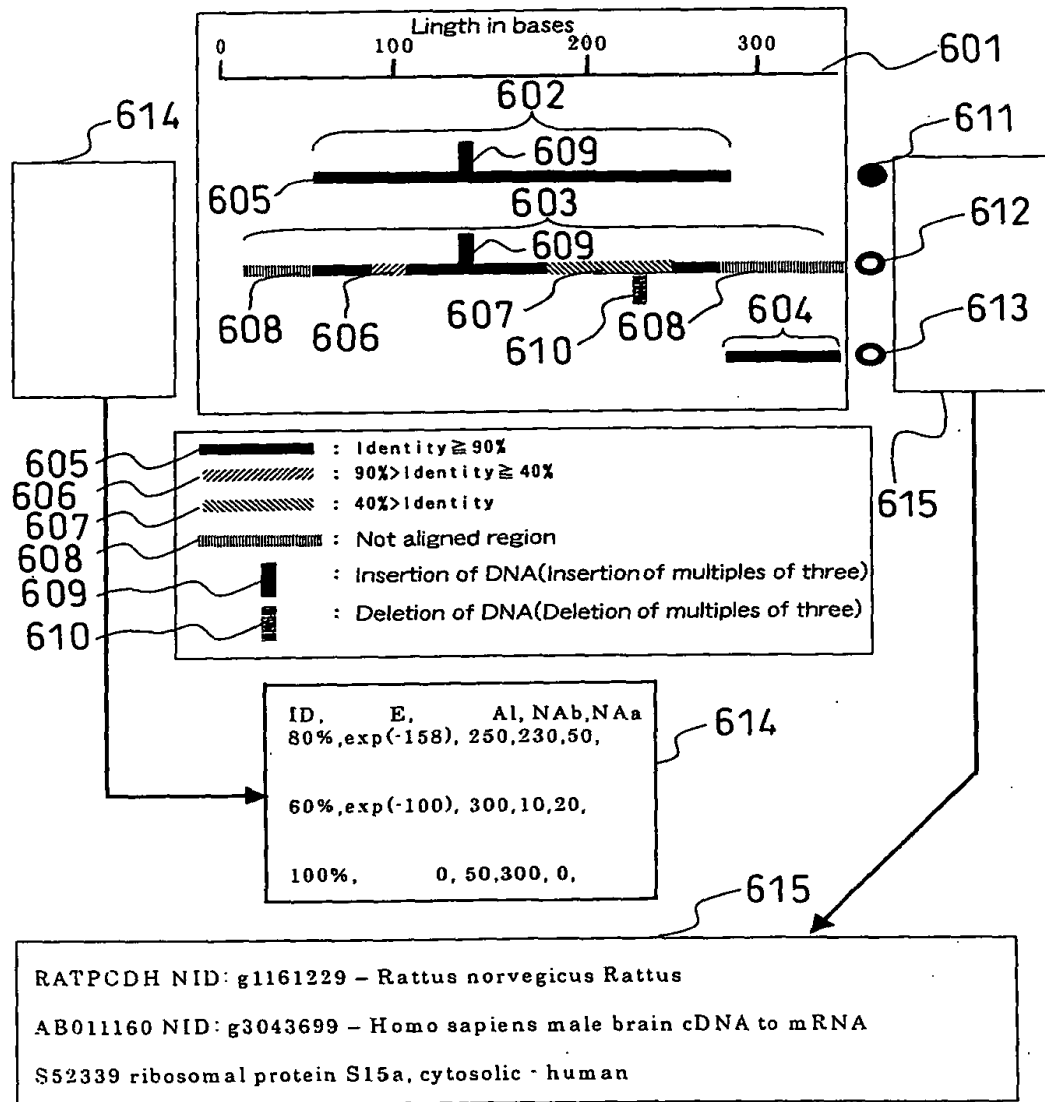 Lingth in bases
0 100 200 300
601
602
614
611
609
605
603
612
609
608 606 607 610 608 604 613
605 : Identity≧90%
606 : 90%>Identity≧40%
607 : 40%>Identity
608 : Not aligned region
609 : Insertion of DNA(Insertion of multiples of three)
610 : Deletion of DNA(Deletion of multiples of three)
615
ID, E, Al, NAb,NAa
614
80%,exp(-158), 250,230,50,
60%,exp(-100), 300,10,20,
100%, 0, 50,300, 0,
615
RATPCDH NID: g1161229 – Rattus norvegicus Rattus
AB011160 NID: g3043699 – Homo sapiens male brain cDNA to mRNA
S52339 ribosomal protein S15a, cytosolic - human